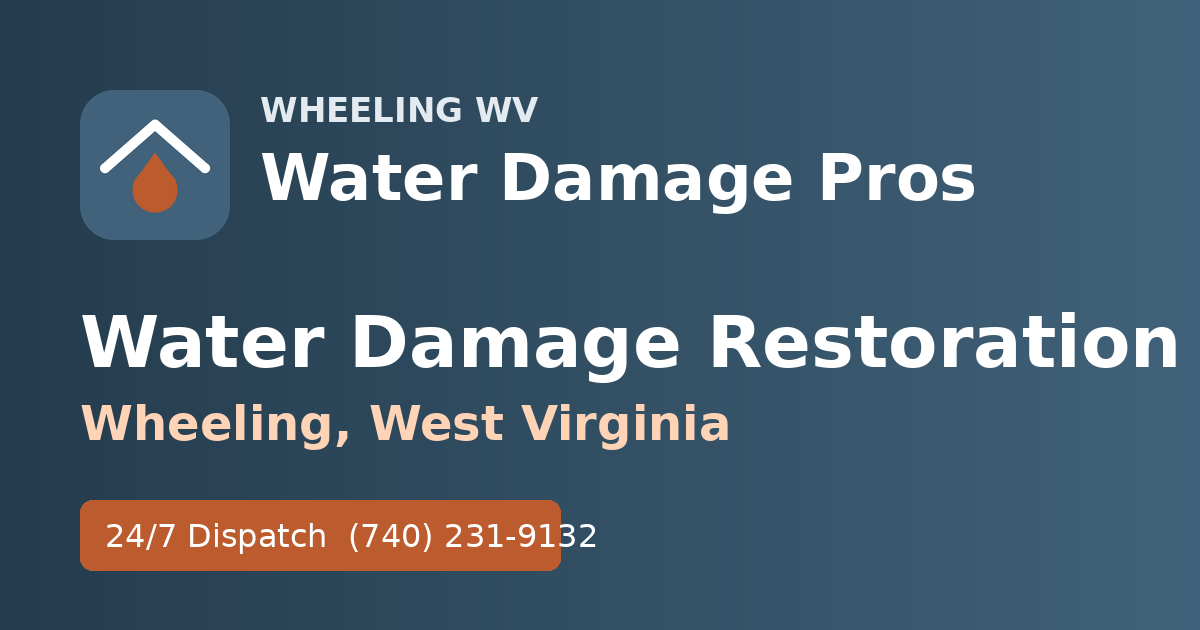 WHEELING WV
Water Damage Pros
Water Damage Restoration
Wheeling, West Virginia
24/7 Dispatch (740) 231-9132